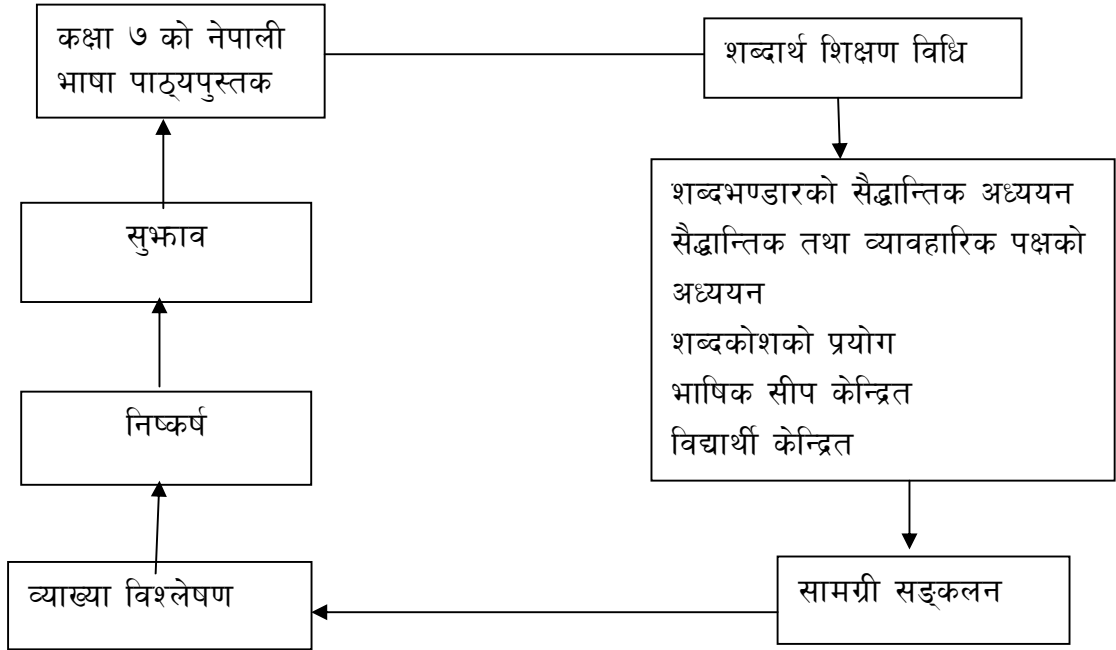 कक्षा ७ को नेपाली
भाषा पाठ्यपुस्तक
शब्दार्थ शिक्षण विधि
शब्दभण्डारको सैद्धान्तिक अध्ययन
सैद्धान्तिक तथा व्यावहारिक पक्षको
अध्ययन
शब्दकोशको प्रयोग
भाषिक सीप केन्द्रित
विद्यार्थी केन्द्रित
सामग्री सङ्कलन
व्याख्या विश्लेषण
निष्कर्ष
सुझाव